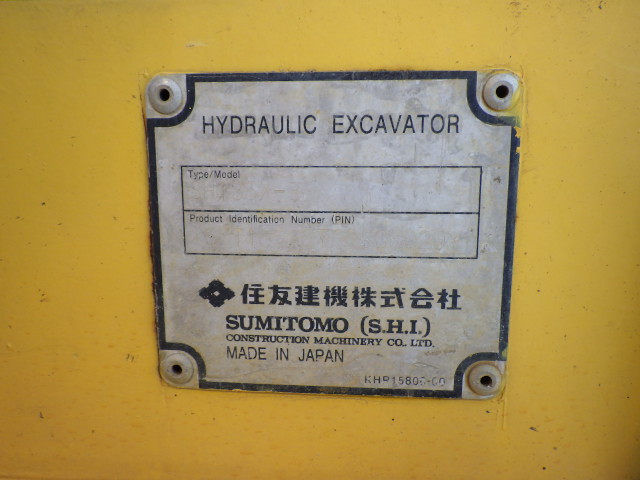 HYDRAULIC EXCAVATOR
Type/Model
Product Identification Number (PIN)
住友建機株式会社
SUMITOMO (S.H.I.)
CONSTRUCTION MACHINERY CO., LTD.
MADE IN JAPAN